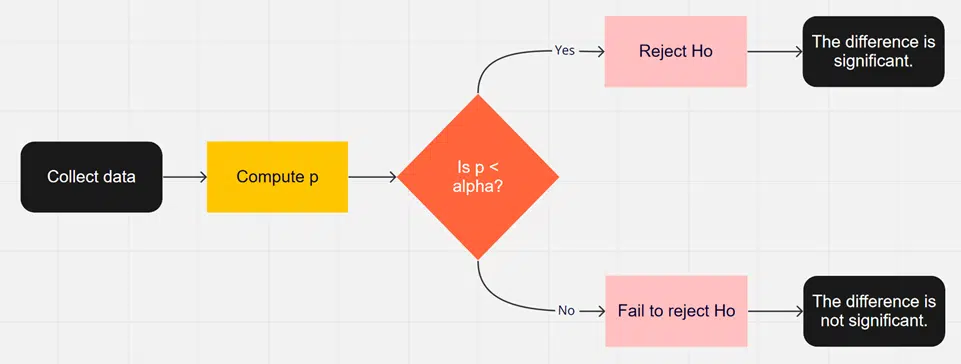 Collect data
Compute p
Is p <
alpha?
Yes
Reject Ho
The difference is
significant.
No
Fail to reject Ho
The difference is
not significant.